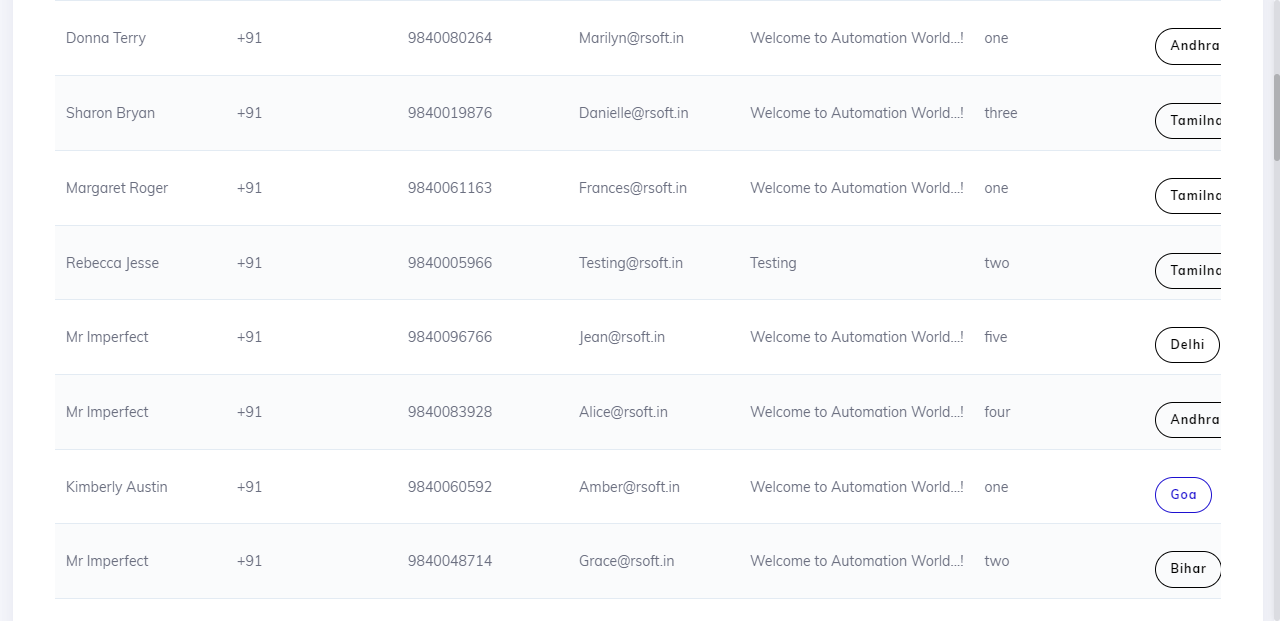 Donna Terry +91 9840080264 Marilyn@rsoft.in Welcome to Automation World...! one Andhra
Sharon Bryan +91 9840019876 Danielle@rsoft.in Welcome to Automation World...! three Tamilna
Margaret Roger +91 9840061163 Frances@rsoft.in Welcome to Automation World...! one Tamilna
Rebecca Jesse +91 9840005966 Testing@rsoft.in Testing two Tamilna
Mr Imperfect +91 9840096766 Jean@rsoft.in Welcome to Automation World...! five Delhi
Mr Imperfect +91 9840083928 Alice@rsoft.in Welcome to Automation World...! four Andhra
Kimberly Austin +91 9840060592 Amber@rsoft.in Welcome to Automation World...! one Goa
Mr Imperfect +91 9840048714 Grace@rsoft.in Welcome to Automation World...! two Bihar